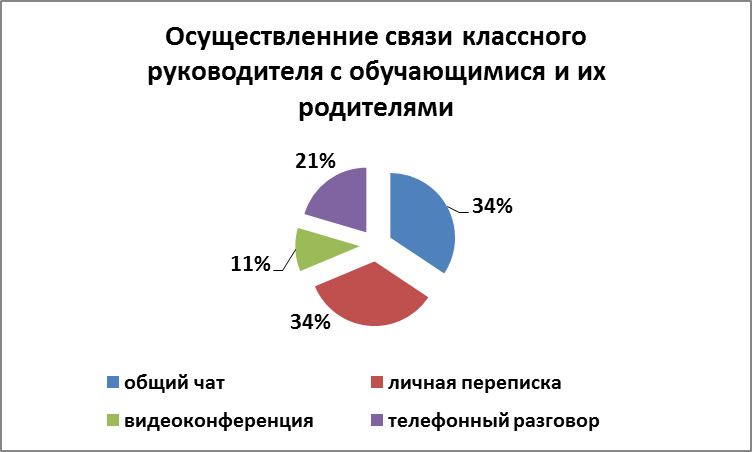 Осуществленние связи классного
руководителя с обучающимися и их
родителями
21%
34%
11%
34%
общий чат
личная переписка
видеоконференция
телефонный разговор